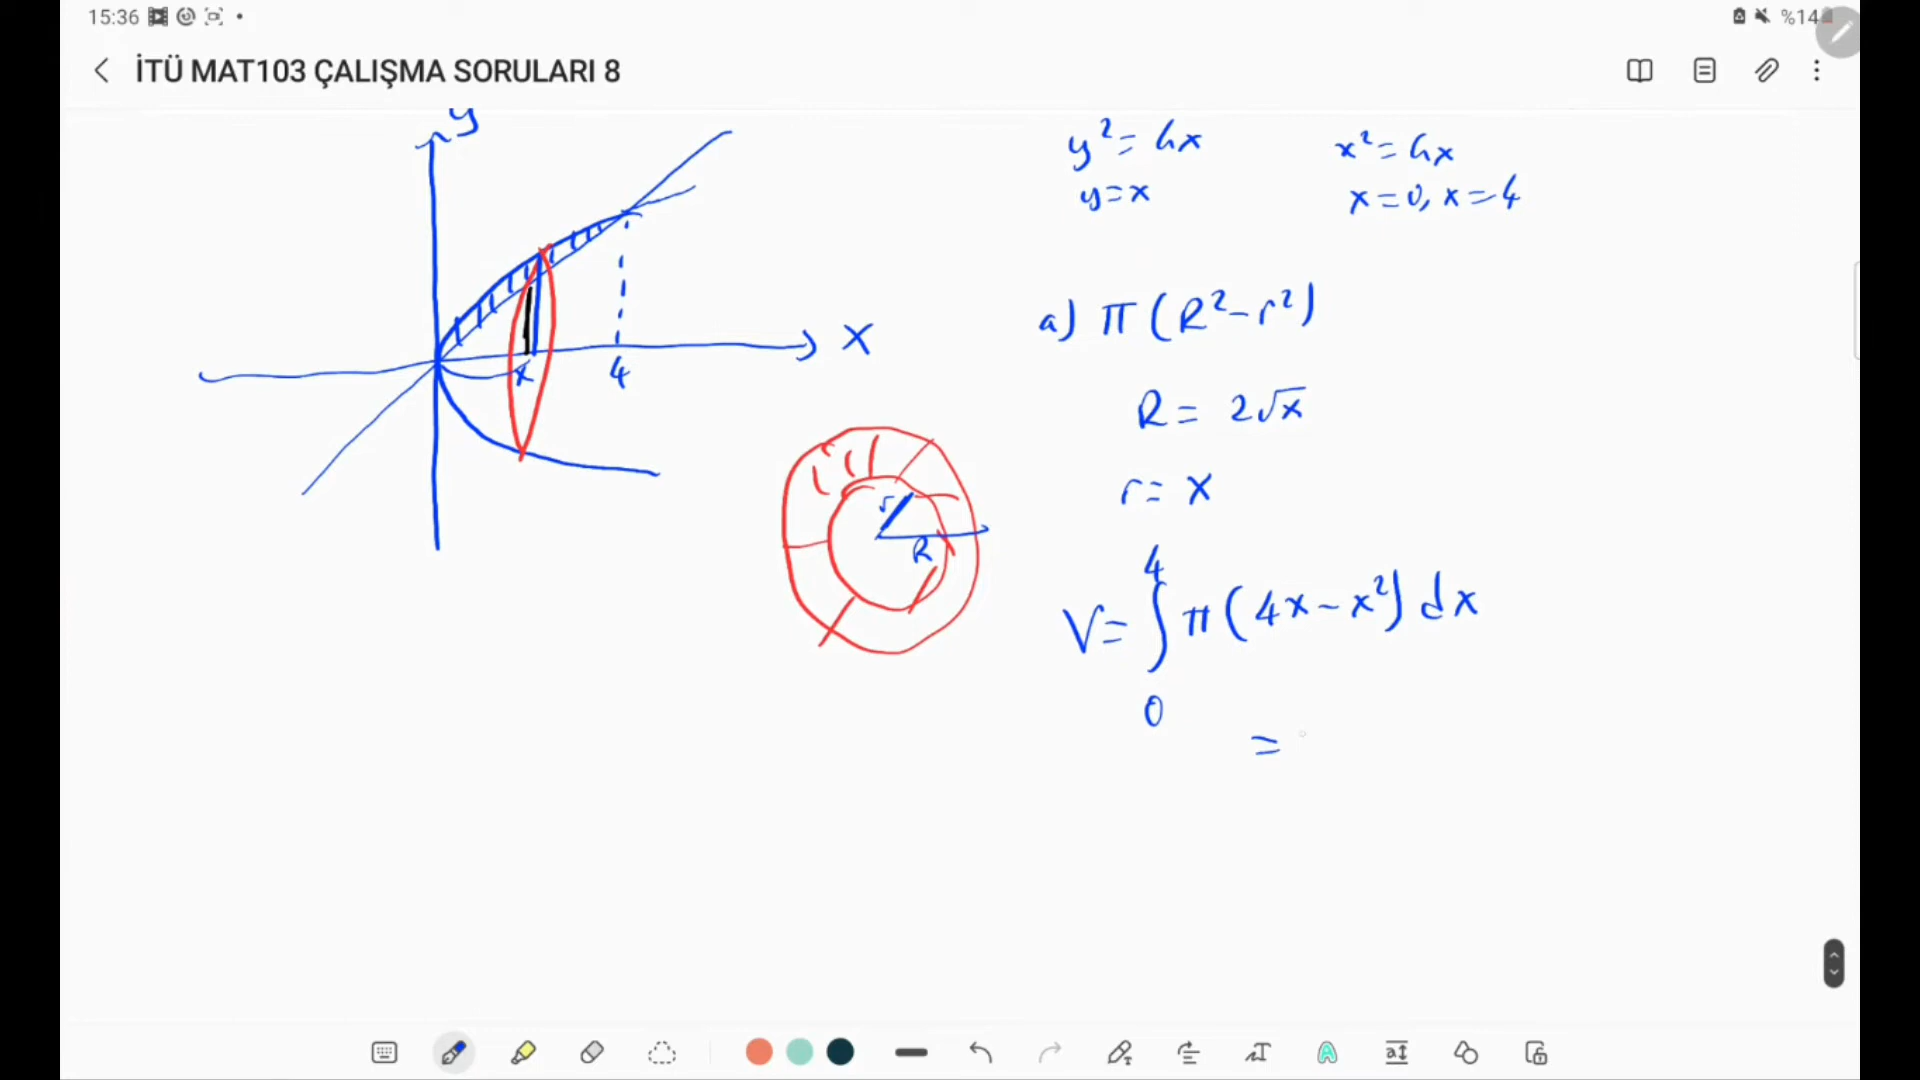 15:36
%14
İTÜ MAT103 ÇALIŞMA SORULARI 8
y
x
4
X
r
R
y² = 4x
y = x
x² = 4x
x = 0, x = 4
a) π (R² - r²)
R = 2√x
r = x
V = ∫₀⁴ π (4x - x²) dx
=